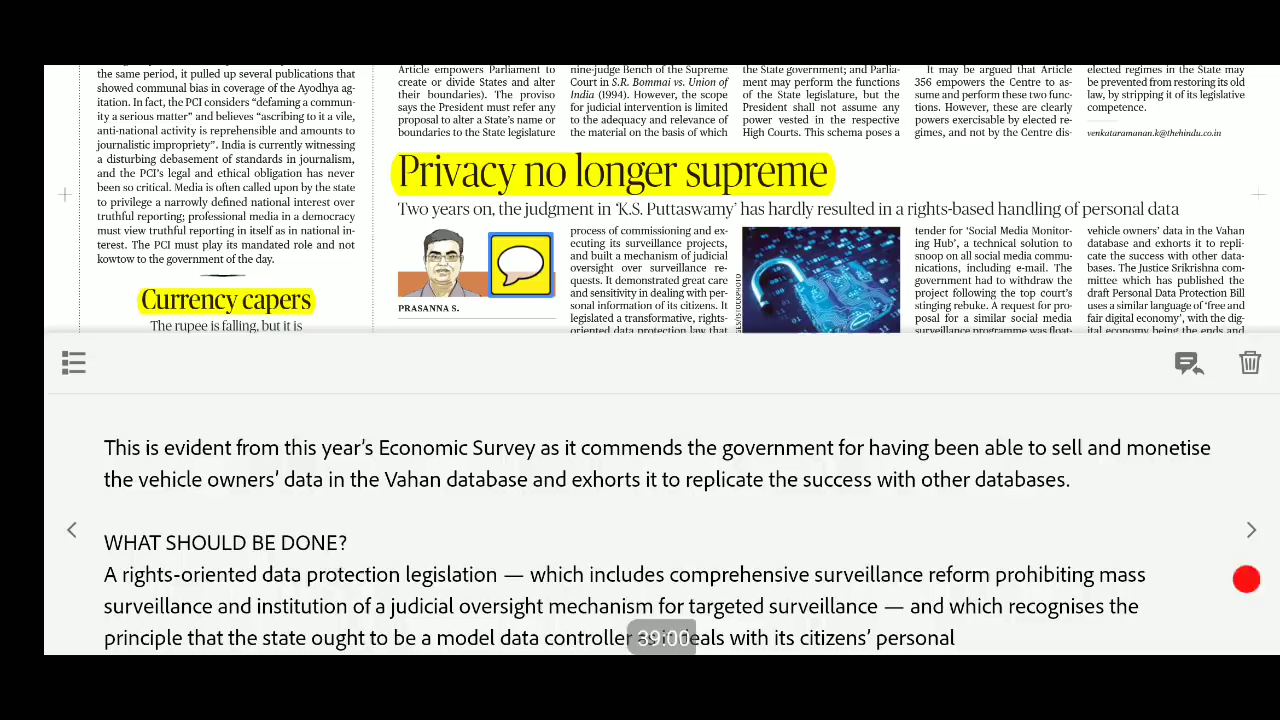 the same period, it pulled up several publications that
showed communal bias in coverage of the Ayodhya ag-
itation. In fact, the PCI considers “defaming a commun-
ity a serious matter” and believes “ascribing to it a vile,
anti-national activity is reprehensible and amounts to
journalistic impropriety”. India is currently witnessing
a disturbing debasement of standards in journalism,
and the PCI’s legal and ethical obligation has never
been so critical. Media is often called upon by the state
to privilege a narrowly defined national interest over
truthful reporting; professional media in a democracy
must view truthful reporting in itself as in national in-
terest. The PCI must play its mandated role and not
kowtow to the government of the day.
Currency capers
The rupee is falling, but it is
Article empowers Parliament to
create or divide States and alter
their boundaries). The proviso
says the President must refer any
proposal to alter a State’s name or
boundaries to the State legislature
nine-judge Bench of the Supreme
Court in S.R. Bommai vs. Union of
India (1994). However, the scope
for judicial intervention is limited
to the adequacy and relevance of
the material on the basis of which
the State government; and Parlia-
ment may perform the functions
of the State legislature, but the
President shall not assume any
power vested in the respective
High Courts. This schema poses a
It may be argued that Article
356 empowers the Centre to as-
sume and perform these two func-
tions. However, these are clearly
powers exercisable by elected re-
gimes, and not by the Centre dis-
elected regimes in the State may
be prevented from restoring its old
law, by stripping it of its legislative
competence.
venkataramanan.k@thehindu.co.in
Privacy no longer supreme
Two years on, the judgment in ‘K.S. Puttaswamy’ has hardly resulted in a rights-based handling of personal data
PRASANNA S.
process of commissioning and ex-
ecuting its surveillance projects,
and built a mechanism of judicial
oversight over surveillance re-
quests. It demonstrated great care
and sensitivity in dealing with per-
sonal information of its citizens. It
legislated a transformative, rights-
oriented data protection law that
tender for ‘Social Media Monitor-
ing Hub’, a technical solution to
snoop on all social media commu-
nications, including e-mail. The
government had to withdraw the
project following the top court’s
stinging rebuke. A request for pro-
posal for a similar social media
surveillance programme was float-
vehicle owners’ data in the Vahan
database and exhorts it to repli-
cate the success with other data-
bases. The Justice Srikrishna com-
mittee which has published the
draft Personal Data Protection Bill
uses a similar language of ‘free and
fair digital economy’, with the dig-
ital economy being the ends and
This is evident from this year’s Economic Survey as it commends the government for having been able to sell and monetise
the vehicle owners’ data in the Vahan database and exhorts it to replicate the success with other databases.
WHAT SHOULD BE DONE?
A rights-oriented data protection legislation — which includes comprehensive surveillance reform prohibiting mass
surveillance and institution of a judicial oversight mechanism for targeted surveillance — and which recognises the
principle that the state ought to be a model data controller deals with its citizens’ personal
39:00